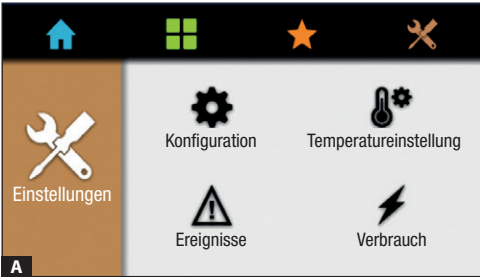 Konfiguration
Temperatureinstellung
Einstellungen
Ereignisse
Verbrauch
A